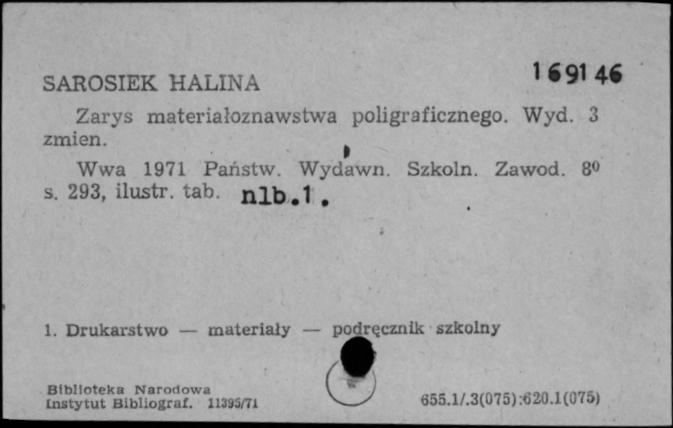 169146
SAROSIEK HALINA
Zarys materiałoznawstwa poligraficznego. Wyd. 3
zmien.
Wwa 1971 Państw. Wydawn. Szkoln. Zawod. 8⁰
s. 293, ilustr. tab. nlb.1.
1. Drukarstwo — materiały — podręcznik szkolny
Biblioteka Narodowa
Instytut Bibliograf. 11395/71
655.1/.3(075):620.1(075)